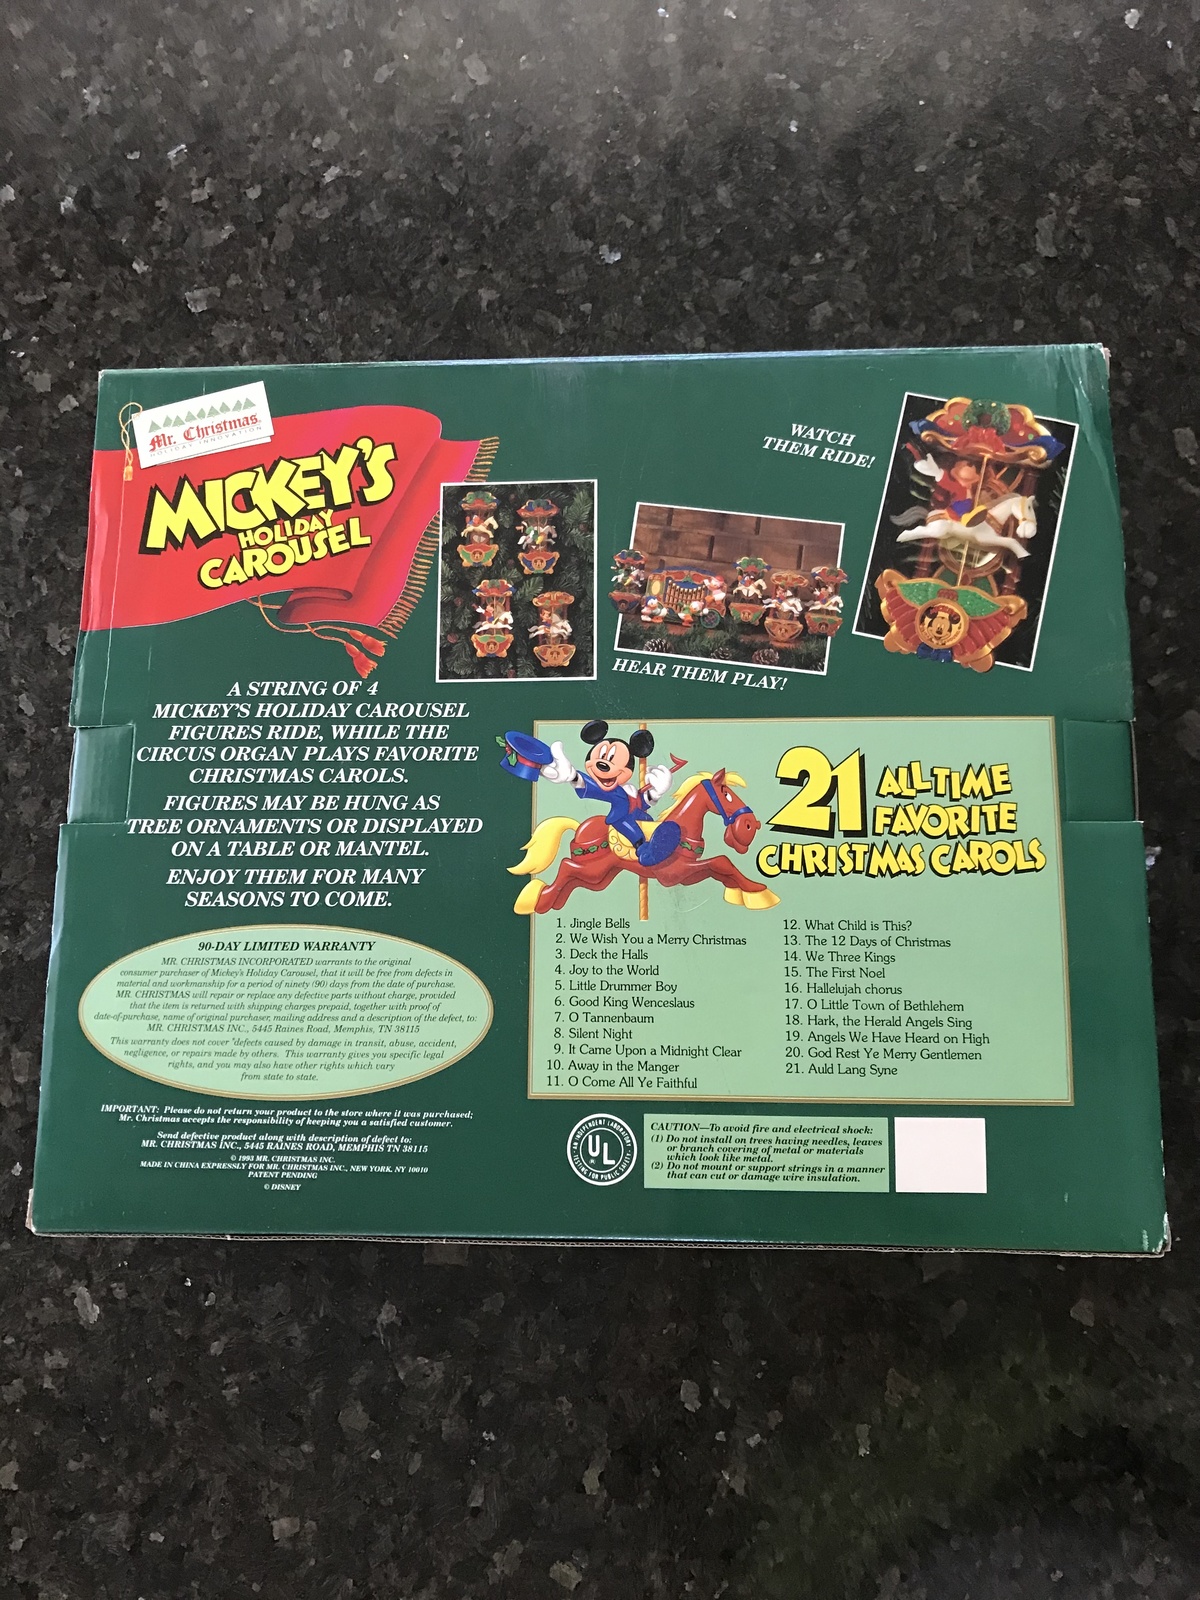 Mr. Christmas
HOLIDAY INNOVATION
MICKEY'S
HOLIDAY
CAROUSEL
WATCH
THEM RIDE!
HEAR THEM PLAY!
A STRING OF 4
MICKEY'S HOLIDAY CAROUSEL
FIGURES RIDE, WHILE THE
CIRCUS ORGAN PLAYS FAVORITE
CHRISTMAS CAROLS.
FIGURES MAY BE HUNG AS
TREE ORNAMENTS OR DISPLAYED
ON A TABLE OR MANTEL.
ENJOY THEM FOR MANY
SEASONS TO COME.
90-DAY LIMITED WARRANTY
MR. CHRISTMAS INCORPORATED warrants to the original
consumer purchaser of Mickey's Holiday Carousel, that it will be free from defects in
material and workmanship for a period of ninety (90) days from the date of purchase.
MR. CHRISTMAS will repair or replace any defective parts without charge, provided
that the item is returned with shipping charges prepaid, together with proof of
date-of-purchase, name of original purchaser, mailing address and a description of the defect, to:
MR. CHRISTMAS INC., 5445 Raines Road, Memphis, TN 38115
This warranty does not cover defects caused by damage in transit, abuse, accident,
negligence, or repairs made by others. This warranty gives you specific legal
rights, and you may also have other rights which vary
from state to state.
IMPORTANT: Please do not return your product to the store where it was purchased;
Mr. Christmas accepts the responsibility of keeping you a satisfied customer.
Send defective product along with description of defect to:
MR. CHRISTMAS INC., 5445 RAINES ROAD, MEMPHIS TN 38115
© 1993 MR. CHRISTMAS INC.
MADE IN CHINA EXPRESSLY FOR MR. CHRISTMAS INC., NEW YORK, NY 10010
PATENT PENDING
© DISNEY
21 ALL TIME
FAVORITE
CHRISTMAS CAROLS
1. Jingle Bells
2. We Wish You a Merry Christmas
3. Deck the Halls
4. Joy to the World
5. Little Drummer Boy
6. Good King Wenceslaus
7. O Tannenbaum
8. Silent Night
9. It Came Upon a Midnight Clear
10. Away in the Manger
11. O Come All Ye Faithful
12. What Child is This?
13. The 12 Days of Christmas
14. We Three Kings
15. The First Noel
16. Hallelujah chorus
17. O Little Town of Bethlehem
18. Hark, the Herald Angels Sing
19. Angels We Have Heard on High
20. God Rest Ye Merry Gentlemen
21. Auld Lang Syne
AN INDEPENDENT LABORATORY
UL
®
TESTING FOR PUBLIC SAFETY
CAUTION—To avoid fire and electrical shock:
(1) Do not install on trees having needles, leaves
or branch covering of metal or materials
which look like metal.
(2) Do not mount or support strings in a manner
that can cut or damage wire insulation.